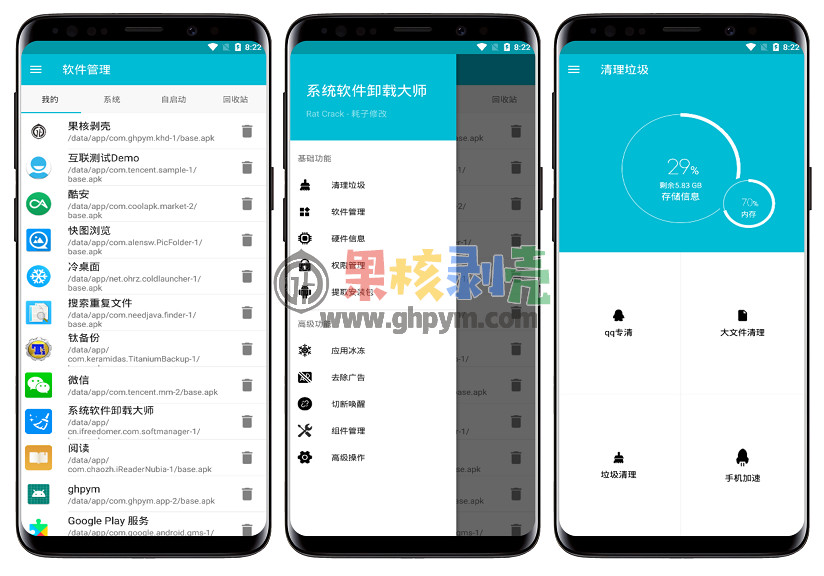 8:22
软件管理
我的 系统 自启动 回收站
果核剥壳
/data/app/com.ghpym.khd-1/base.apk
互联测试Demo
/data/app/com.tencent.sample-1/
base.apk
酷安
/data/app/com.coolapk.market-2/
base.apk
快图浏览
/data/app/com.alensw.PicFolder-1/
base.apk
冷桌面
/data/app/net.ohrz.coldlauncher-1/
base.apk
搜索重复文件
/data/app/com.needjava.finder-1/
base.apk
钛备份
/data/app/
com.keramidas.TitaniumBackup-1/
微信
/data/app/com.tencent.mm-2/base.apk
系统软件卸载大师
/data/app/
cn.ifreedomer.com.softmanager-1/
阅读
/data/app/
com.chaozh.iReaderNubia-1/base.apk
ghpym
/data/app/com.ghpym.app-2/base.apk
Google Play 服务
/data/app/com.google.android.gms-1/
8:22
回收站
系统软件卸载大师
Rat Crack - 耗子修改
基础功能
清理垃圾
软件管理
硬件信息
权限管理
提取安装包
高级功能
应用冰冻
去除广告
切断唤醒
组件管理
高级操作
果核剥壳
www.ghpym.com
8:22
清理垃圾
29%
剩余5.83 GB
存储信息
70%
内存
qq专清
大文件清理
垃圾清理
手机加速